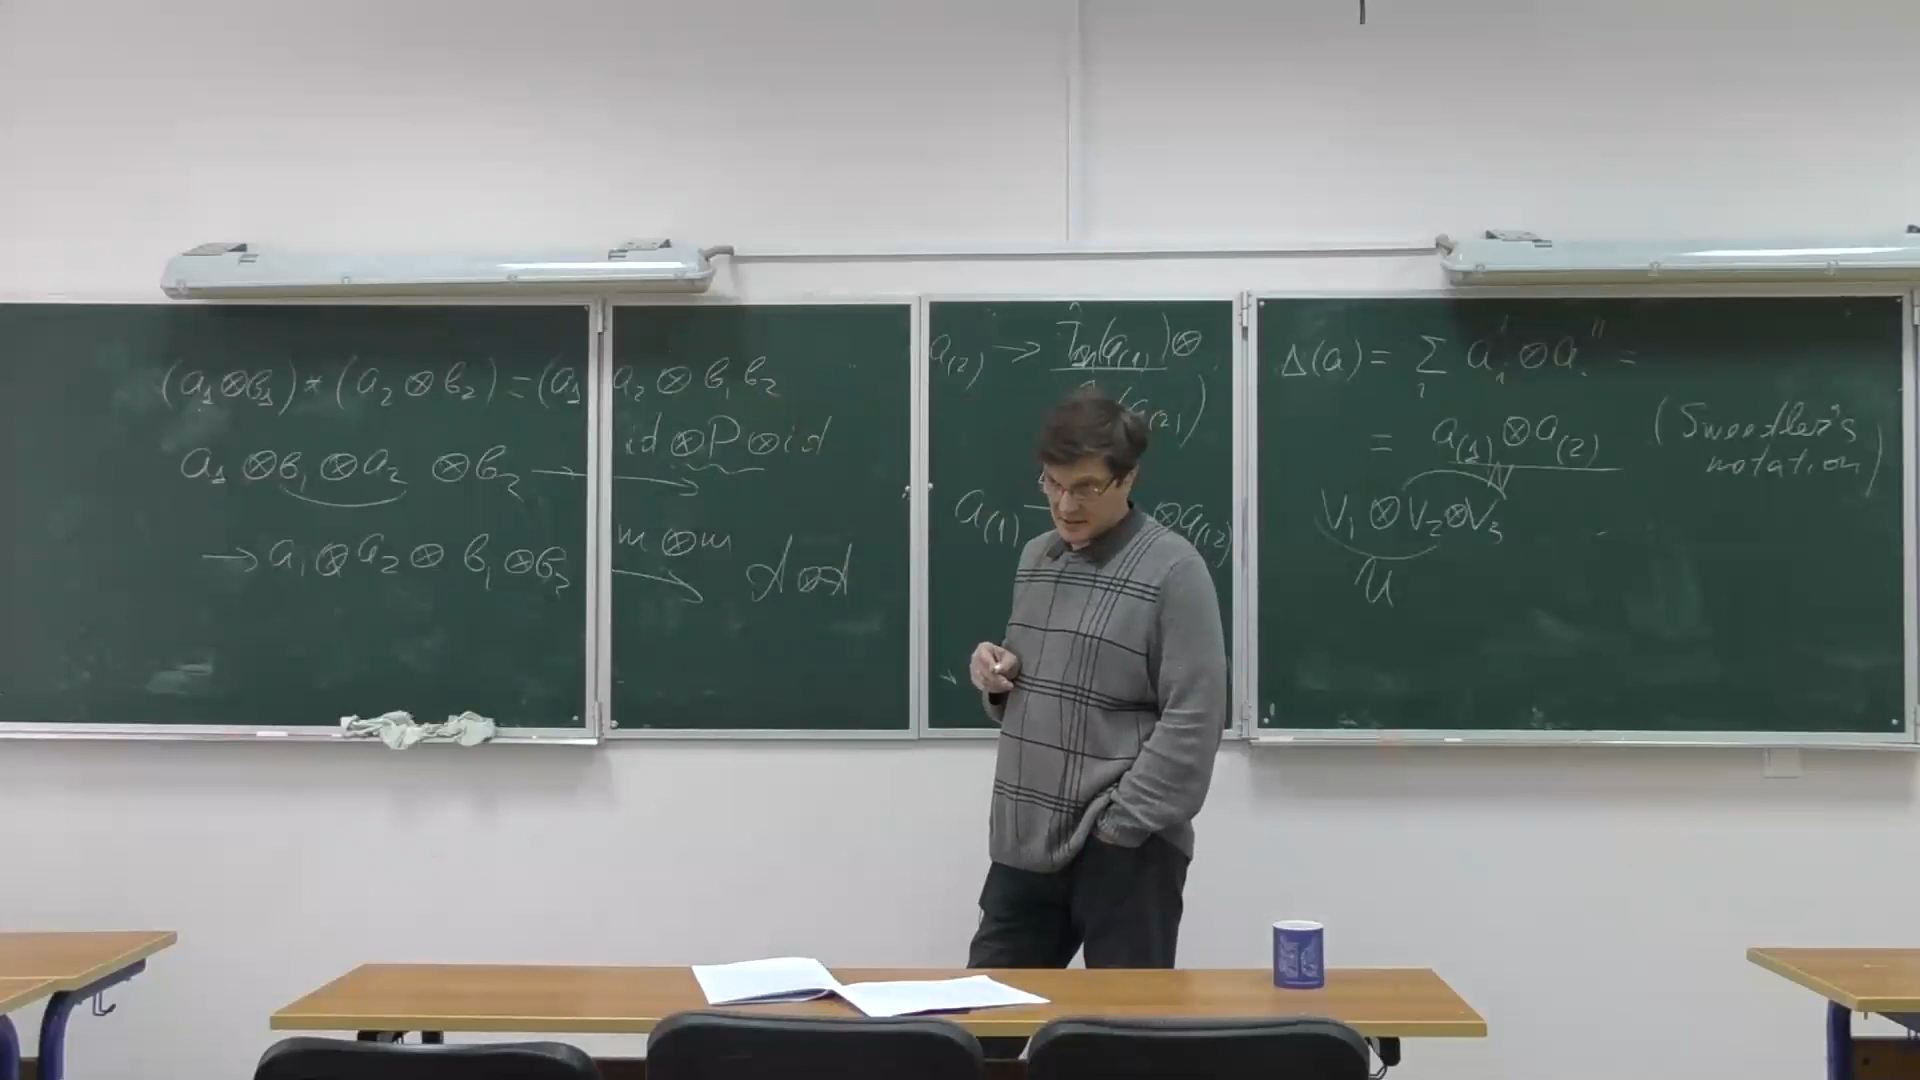 (a₁⊗b₁)*(a₂⊗b₂)=(a₁a₂⊗b₁b₂
id⊗P⊗id
a₁⊗b₁⊗a₂⊗b₂ →
→a₁⊗a₂⊗b₁⊗b₂
m⊗m
A⊗A
a₍₂₎→
(a₍₁₎)⊗
a₍₁₎
Δ(a)=∑a'ᵢ⊗aᵢ''=
=a₍₁₎⊗a₍₂₎
(Sweedler's
notation)
V₁⊗V₂⊗V₃
U